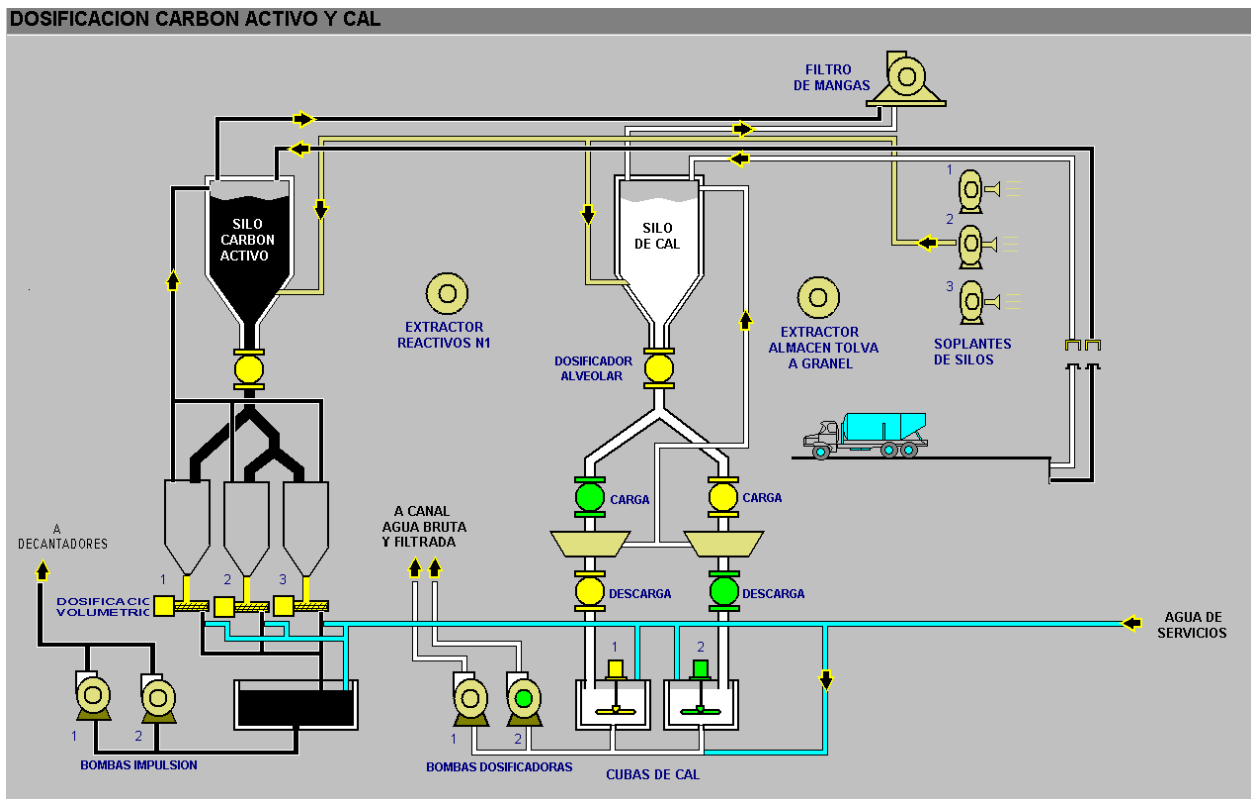 DOSIFICACION CARBON ACTIVO Y CAL
FILTRO
DE MANGAS
1
2
3
SOPLANTES
DE SILOS
SILO
CARBON
ACTIVO
SILO
DE CAL
EXTRACTOR
REACTIVOS N1
EXTRACTOR
ALMACEN TOLVA
A GRANEL
DOSIFICADOR
ALVEOLAR
CARGA
CARGA
A
DECANTADORES
A CANAL
AGUA BRUTA
Y FILTRADA
1
2
3
DOSIFICACIO
VOLUMETRIC
DESCARGA
DESCARGA
AGUA DE
SERVICIOS
1
2
1
2
BOMBAS IMPULSION
1
2
BOMBAS DOSIFICADORAS
CUBAS DE CAL